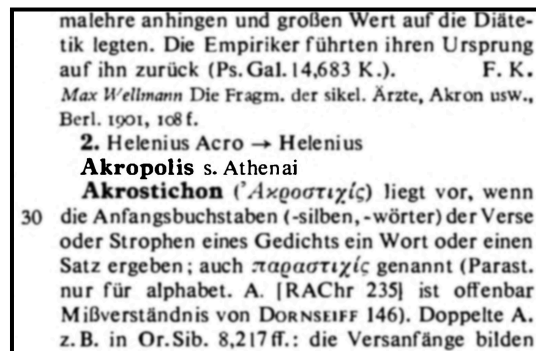 malehre anhingen und großen Wert auf die Diäte-
tik legten. Die Empiriker führten ihren Ursprung
auf ihn zurück (Ps. Gal. 14,683 K.). F. K.
Max Wellmann Die Fragm. der sikel. Ärzte, Akron usw.,
Berl. 1901, 108 f.
2. Helenius Acro → Helenius
Akropolis s. Athenai
Akrostichon (Ἀκροστιχίς) liegt vor, wenn
30 die Anfangsbuchstaben (-silben, -wörter) der Verse
oder Strophen eines Gedichts ein Wort oder einen
Satz ergeben; auch παραστιχίς genannt (Parast.
nur für alphabet. A. [RAChr 235] ist offenbar
Mißverständnis von DORNSEIFF 146). Doppelte A.
z. B. in Or. Sib. 8,217 ff.: die Versanfänge bilden